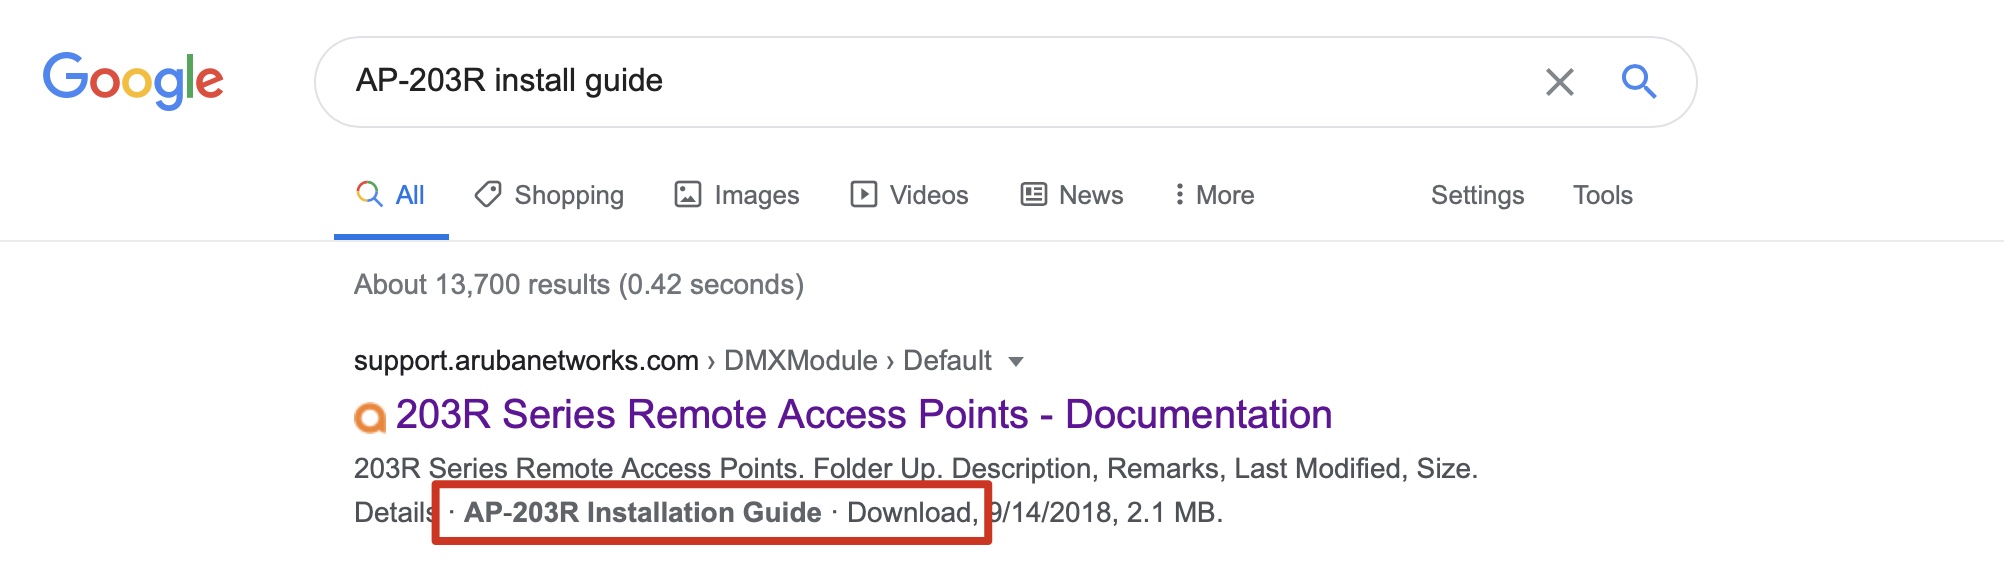 Google
AP-203R install guide
All Shopping Images Videos News More Settings Tools
About 13,700 results (0.42 seconds)
support.arubanetworks.com › DMXModule › Default
203R Series Remote Access Points - Documentation
203R Series Remote Access Points. Folder Up. Description, Remarks, Last Modified, Size.
Details · AP-203R Installation Guide · Download, 9/14/2018, 2.1 MB.